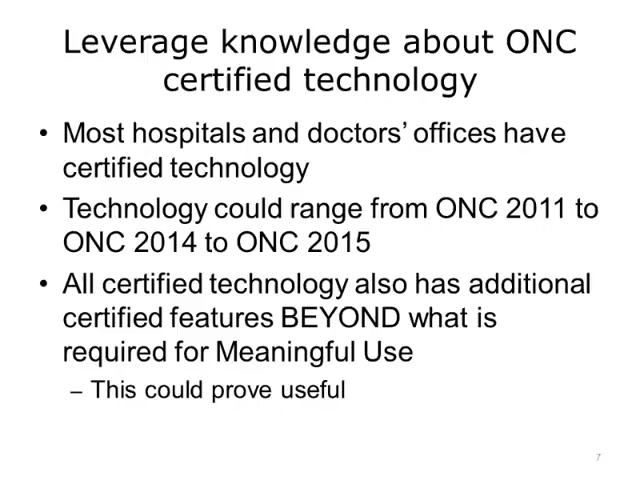 Leverage knowledge about ONC
certified technology
• Most hospitals and doctors’ offices have
certified technology
• Technology could range from ONC 2011 to
ONC 2014 to ONC 2015
• All certified technology also has additional
certified features BEYOND what is
required for Meaningful Use
– This could prove useful
7